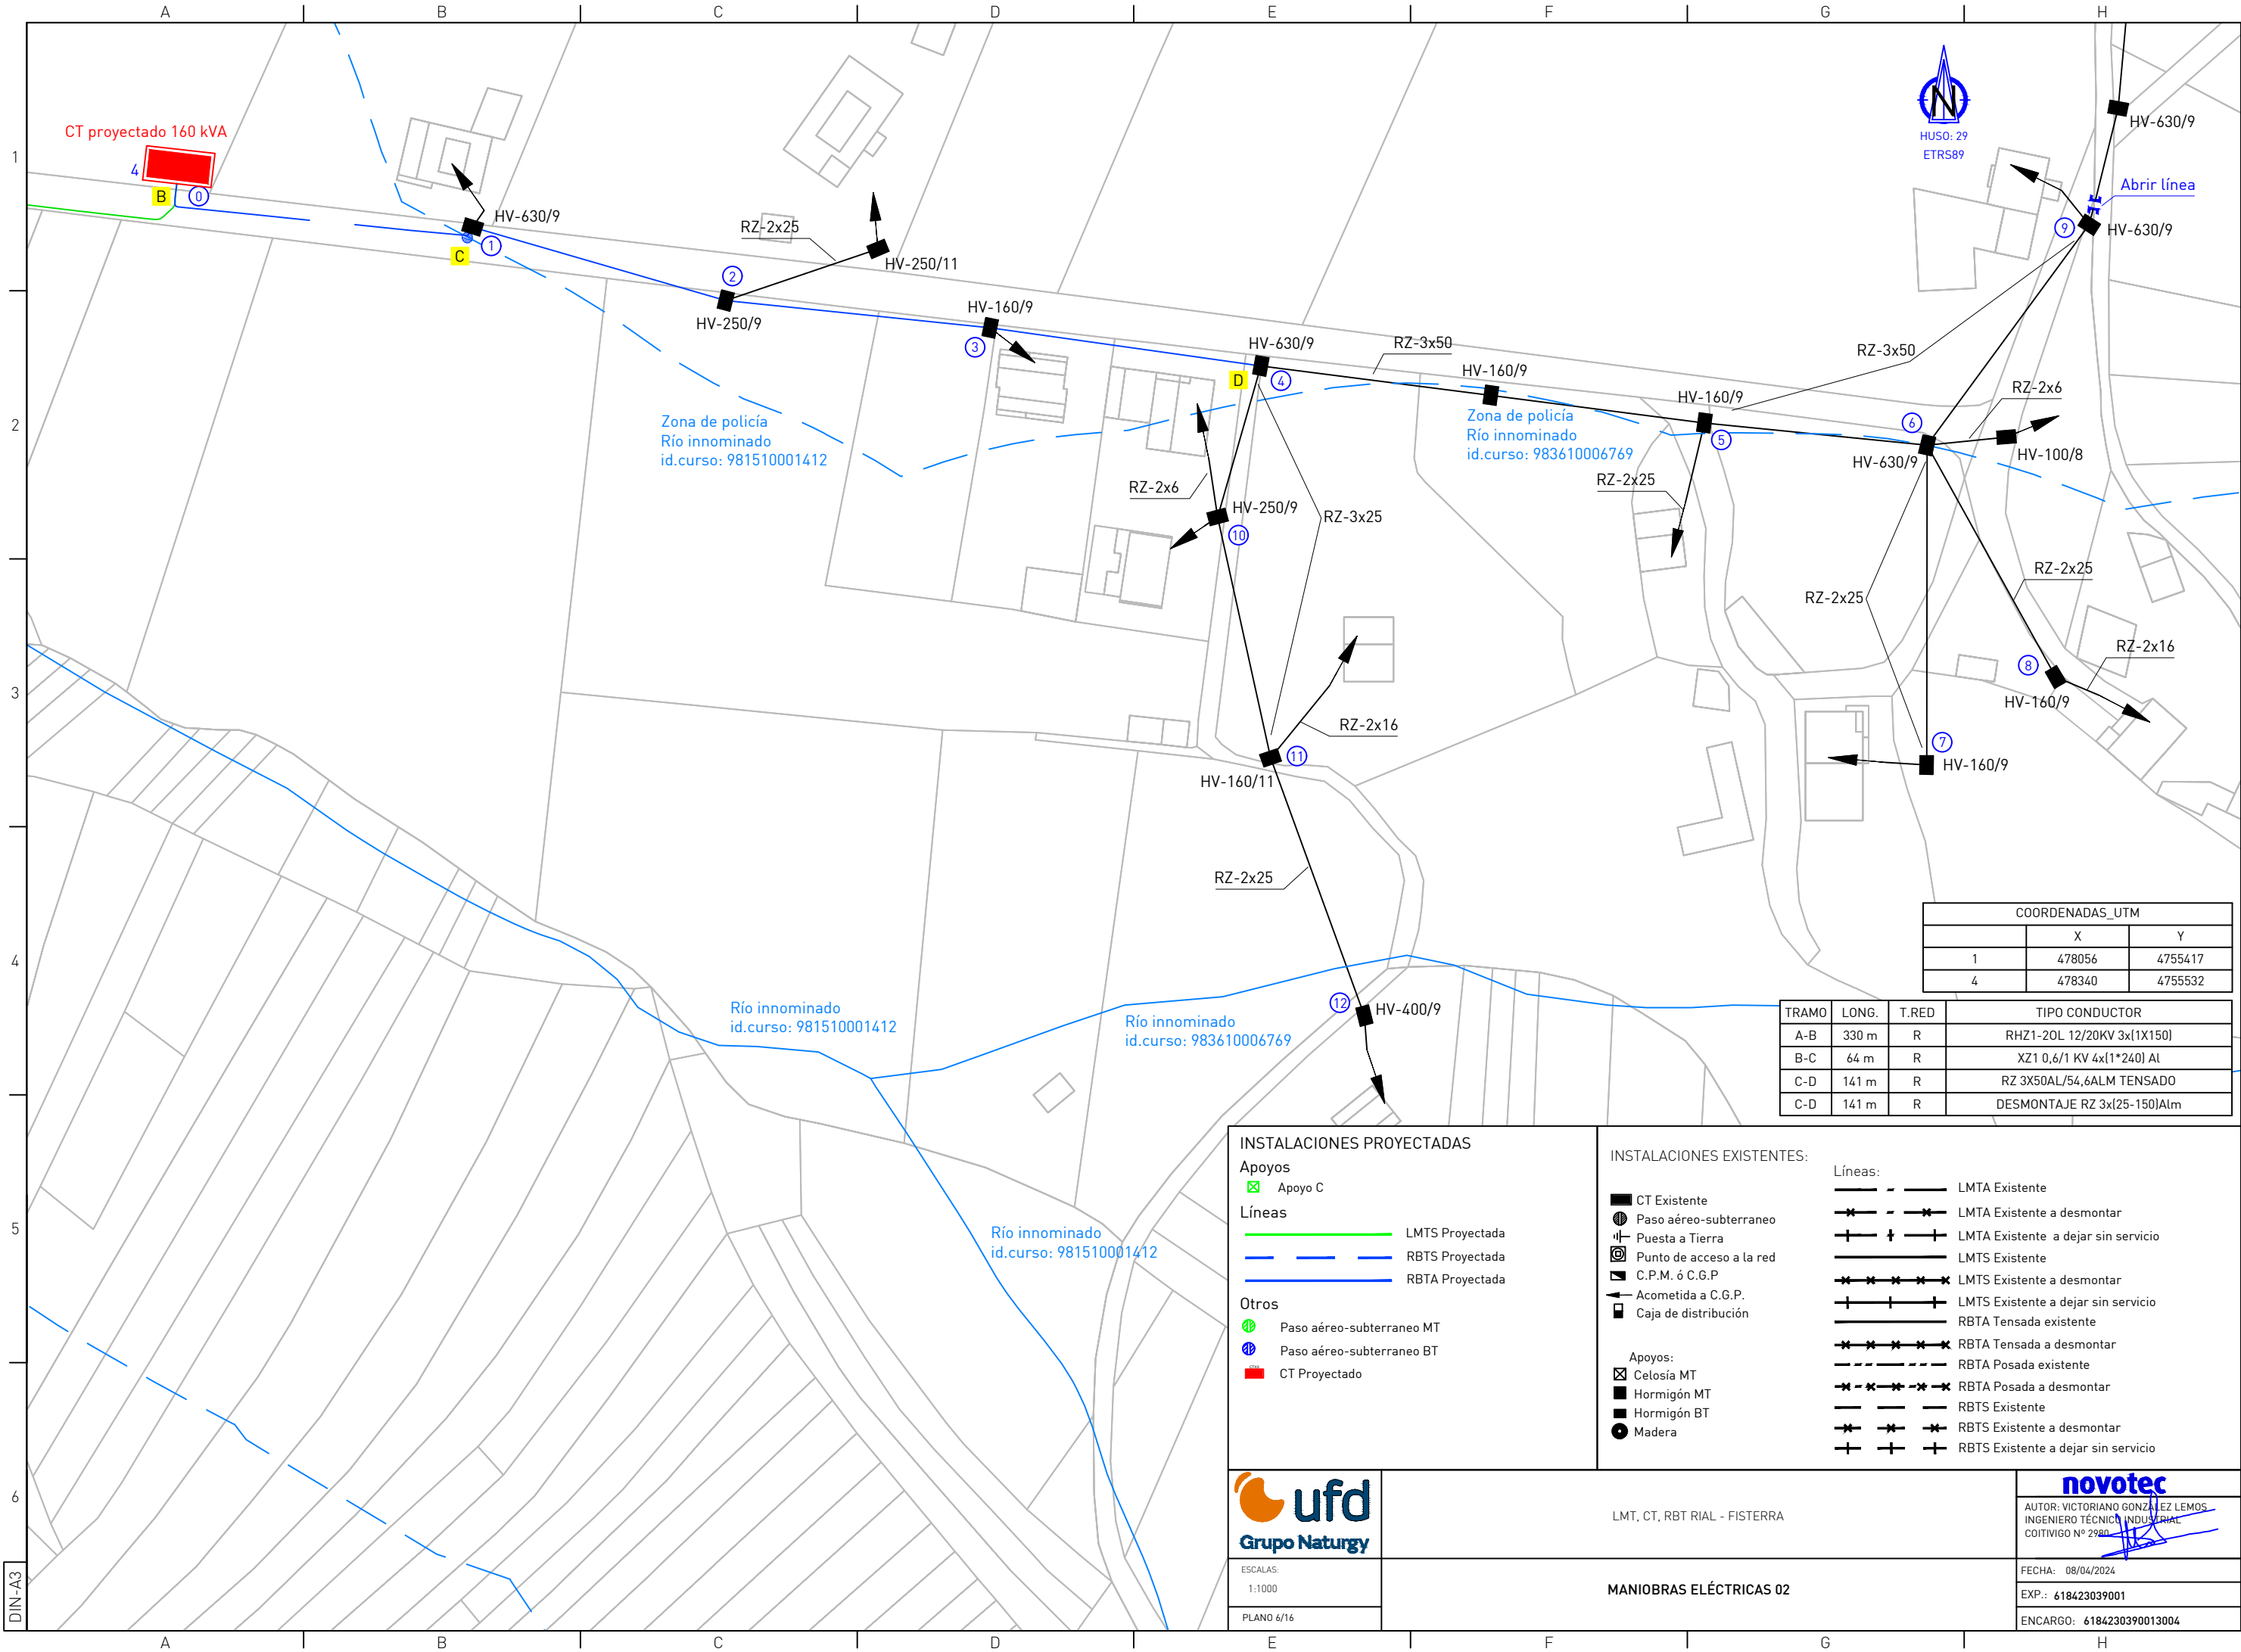 A B C D E F G H
1
2
3
4
5
6
CT proyectado 160 kVA
4
B
0
HV-630/9
1
C
RZ-2x25
HV-250/11
2
HV-250/9
HV-160/9
3
HV-630/9
D
4
RZ-3x50
HV-160/9
HV-160/9
5
RZ-3x50
6
HV-630/9
RZ-2x6
HV-100/8
N
HUSO: 29
ETRS89
HV-630/9
Abrir línea
9
HV-630/9
Zona de policía
Río innominado
id.curso: 981510001412
Zona de policía
Río innominado
id.curso: 983610006769
RZ-2x6
HV-250/9
10
RZ-3x25
RZ-2x25
RZ-2x25
RZ-2x25
RZ-2x16
8
HV-160/9
7
HV-160/9
RZ-2x16
11
HV-160/11
RZ-2x25
12
HV-400/9
Río innominado
id.curso: 981510001412
Río innominado
id.curso: 983610006769
Río innominado
id.curso: 981510001412
COORDENADAS_UTM
X Y
1 478056 4755417
4 478340 4755532
TRAMO LONG. T.RED TIPO CONDUCTOR
A-B 330 m R RHZ1-2OL 12/20KV 3x(1X150)
B-C 64 m R XZ1 0,6/1 KV 4x(1*240) Al
C-D 141 m R RZ 3X50AL/54,6ALM TENSADO
C-D 141 m R DESMONTAJE RZ 3x(25-150)Alm
INSTALACIONES PROYECTADAS
Apoyos
Apoyo C
Líneas
LMTS Proyectada
RBTS Proyectada
RBTA Proyectada
Otros
Paso aéreo-subterraneo MT
Paso aéreo-subterraneo BT
CT Proyectado
INSTALACIONES EXISTENTES:
CT Existente
Paso aéreo-subterraneo
Puesta a Tierra
Punto de acceso a la red
C.P.M. ó C.G.P
Acometida a C.G.P.
Caja de distribución
Apoyos:
Celosía MT
Hormigón MT
Hormigón BT
Madera
Líneas:
LMTA Existente
LMTA Existente a desmontar
LMTA Existente a dejar sin servicio
LMTS Existente
LMTS Existente a desmontar
LMTS Existente a dejar sin servicio
RBTA Tensada existente
RBTA Tensada a desmontar
RBTA Posada existente
RBTA Posada a desmontar
RBTS Existente
RBTS Existente a desmontar
RBTS Existente a dejar sin servicio
ufd
Grupo Naturgy
LMT, CT, RBT RIAL - FISTERRA
novotec
AUTOR: VICTORIANO GONZÁLEZ LEMOS
INGENIERO TÉCNICO INDUSTRIAL
COITIVIGO Nº 2980
ESCALAS:
1:1000
PLANO 6/16
MANIOBRAS ELÉCTRICAS 02
FECHA: 08/04/2024
EXP.: 618423039001
ENCARGO: 6184230390013004
DIN-A3
A B C D E F G H